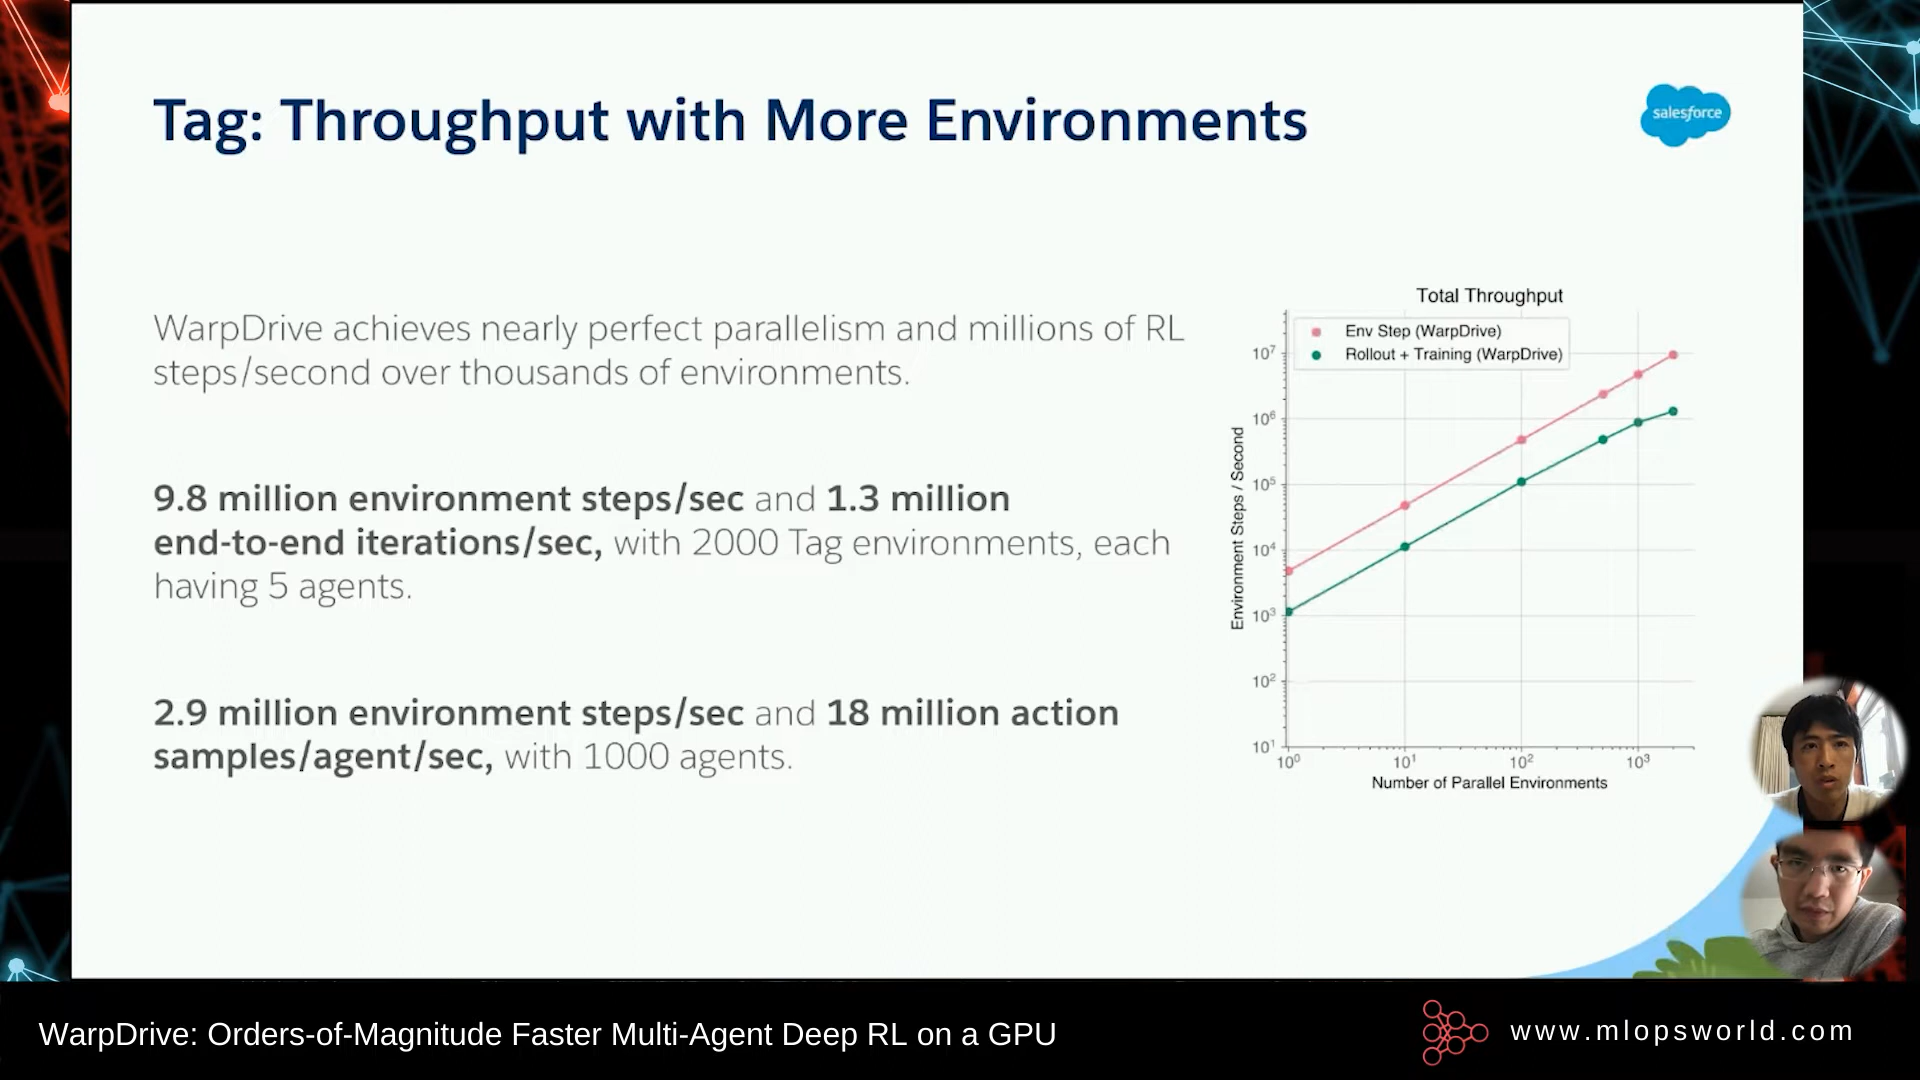 Tag: Throughput with More Environments
salesforce
WarpDrive achieves nearly perfect parallelism and millions of RL
steps/second over thousands of environments.
9.8 million environment steps/sec and 1.3 million
end-to-end iterations/sec, with 2000 Tag environments, each
having 5 agents.
2.9 million environment steps/sec and 18 million action
samples/agent/sec, with 1000 agents.
Total Throughput
Env Step (WarpDrive)
Rollout + Training (WarpDrive)
Environment Steps / Second
10⁷
10⁶
10⁵
10⁴
10³
10²
10¹
10⁰ 10¹ 10² 10³
Number of Parallel Environments
WarpDrive: Orders-of-Magnitude Faster Multi-Agent Deep RL on a GPU
www.mlopsworld.com